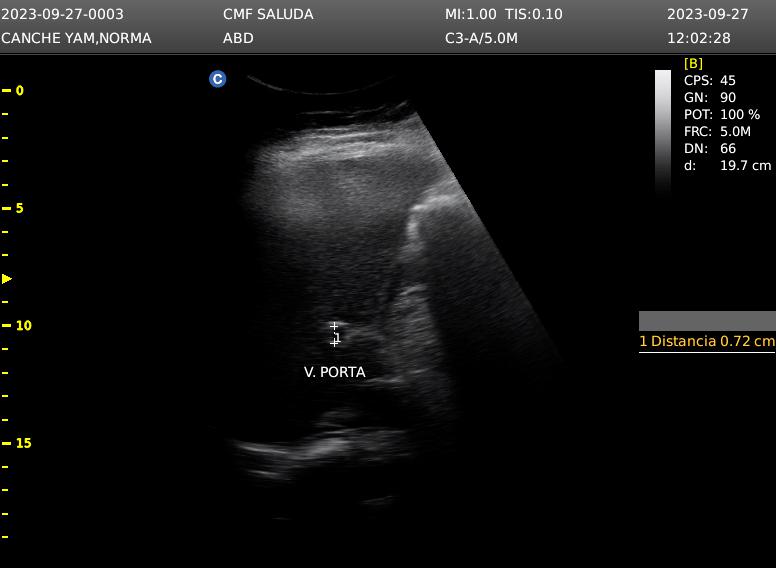 2023-09-27-0003 CMF SALUDA MI:1.00 TIS:0.10 2023-09-27
CANCHE YAM,NORMA ABD C3-A/5.0M 12:02:28
C
[B]
CPS: 45
GN: 90
POT: 100 %
FRC: 5.0M
DN: 66
d: 19.7 cm
0
5
10
15
1
V. PORTA
1 Distancia 0.72 cm